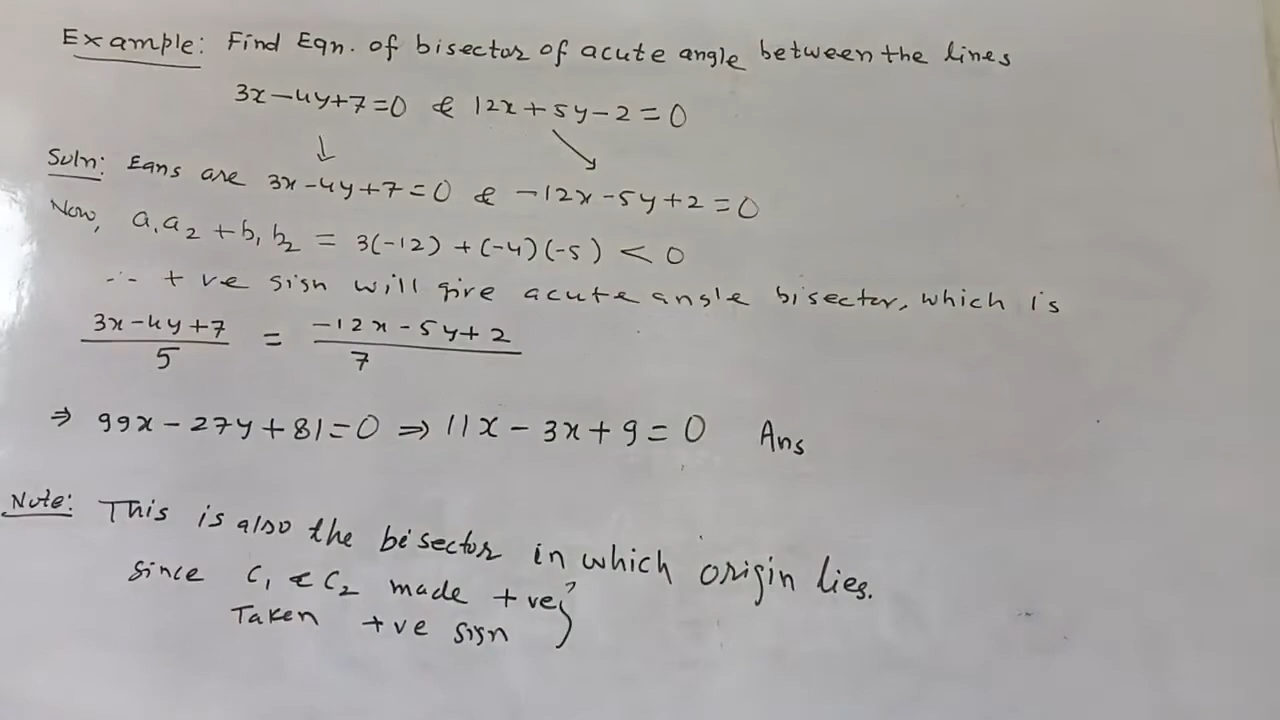 Example: Find Eqn. of bisector of acute angle between the lines
3x-4y+7=0 & 12x+5y-2=0
Soln: Eqns are 3x-4y+7=0 & -12x-5y+2=0
Now, a₁a₂ + b₁b₂ = 3(-12) + (-4)(-5) < 0
∴ +ve sign will give acute angle bisector, which is
(3x-4y+7)/5 = (-12x-5y+2)/7
⇒ 99x-27y+81=0 ⇒ 11x-3x+9=0 Ans
Note: This is also the bisector in which origin lies.
since C₁ & C₂ made +ve }
Taken +ve sign